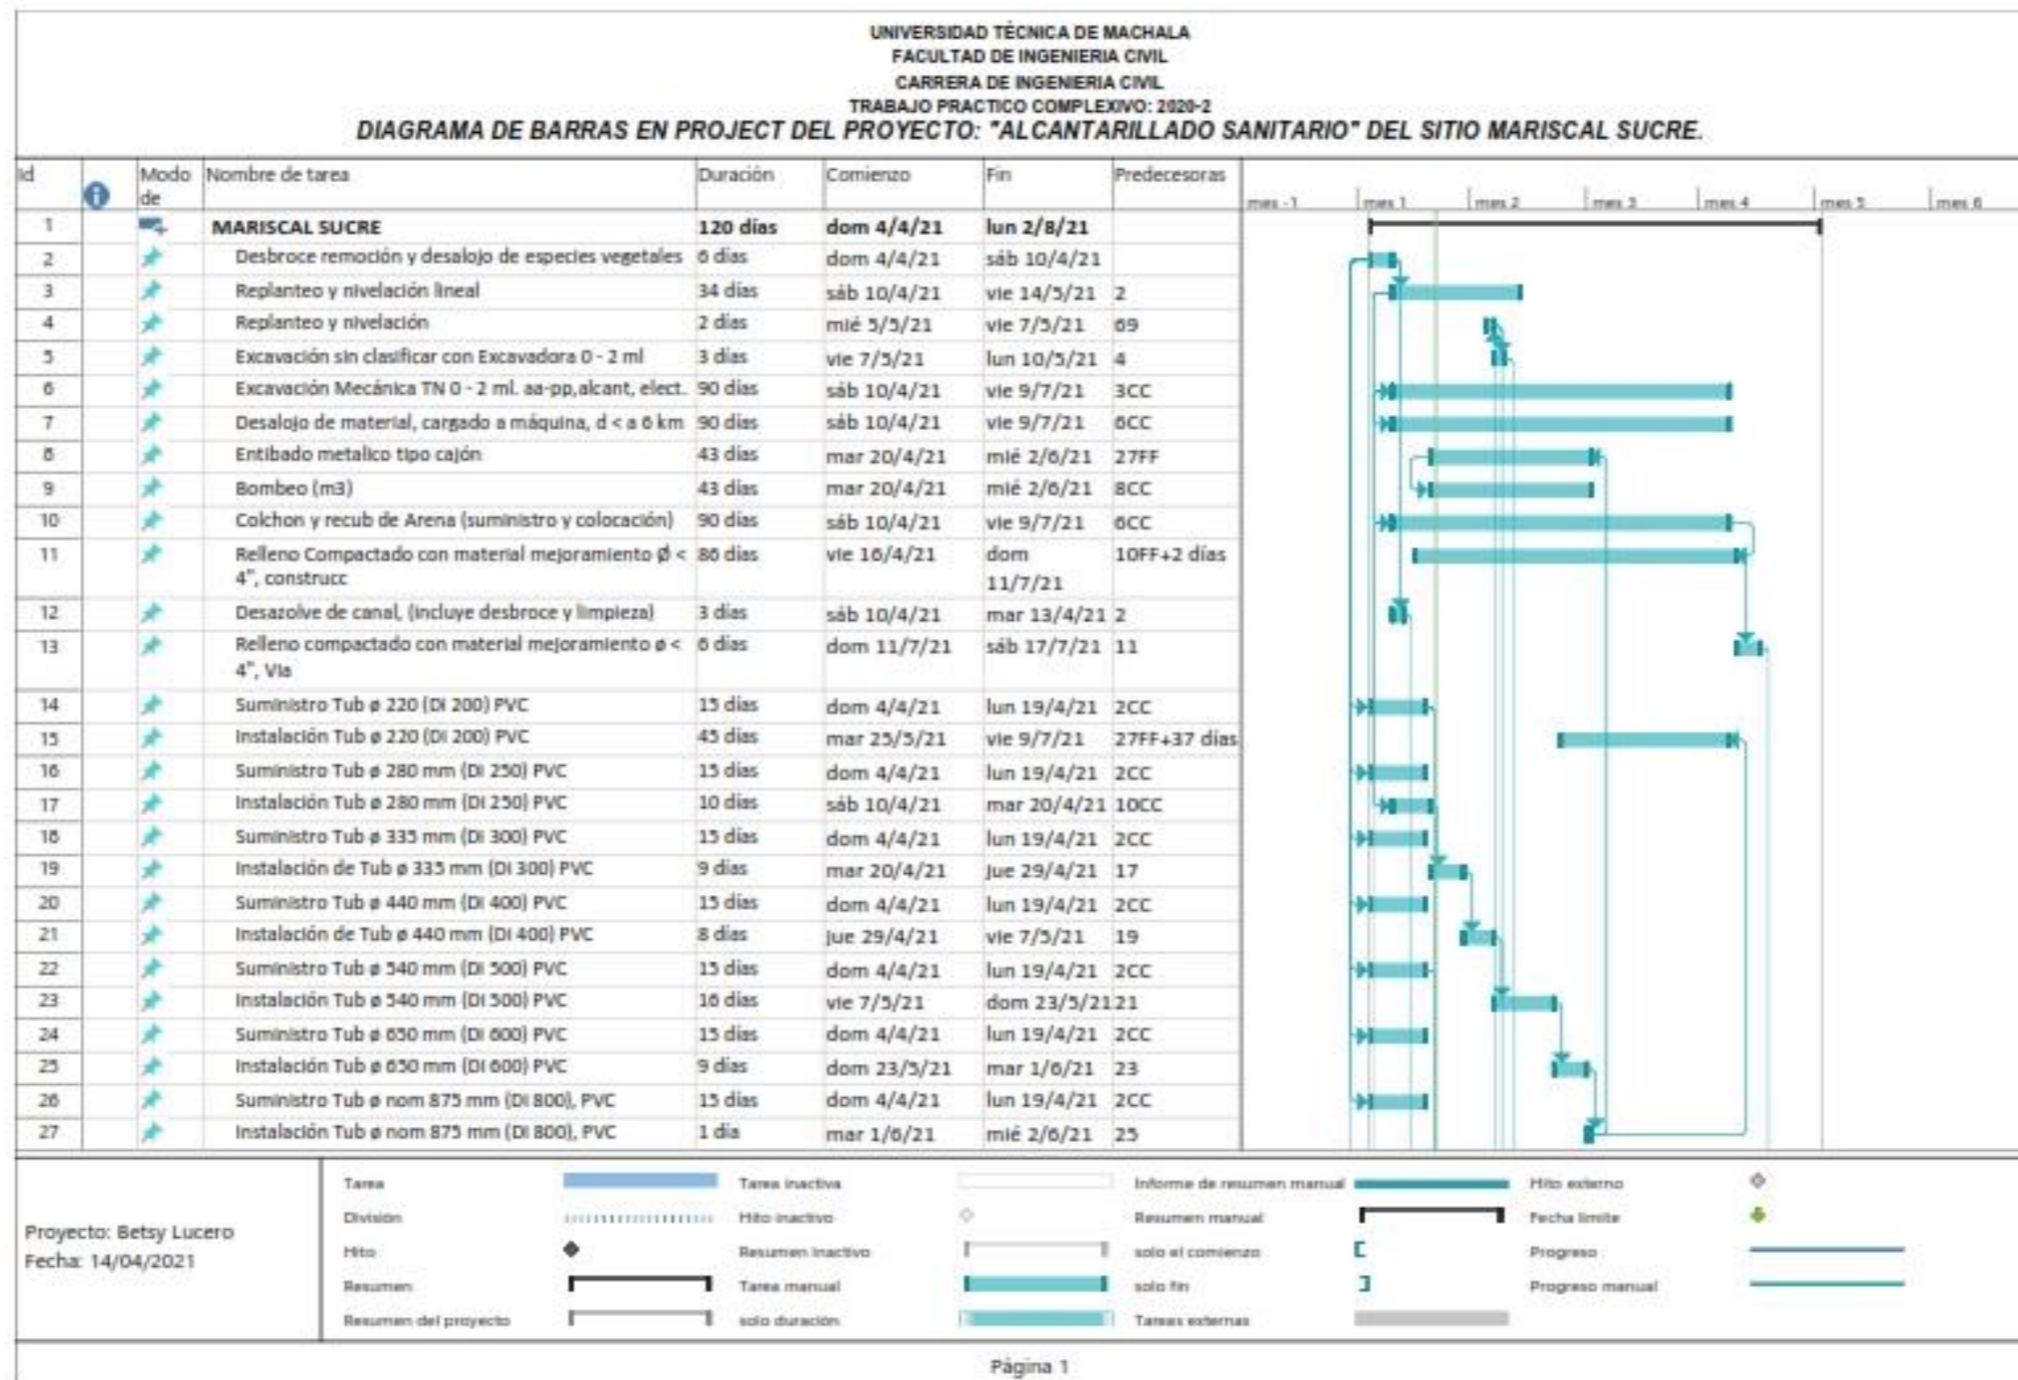 UNIVERSIDAD TÉCNICA DE MACHALA
FACULTAD DE INGENIERIA CIVIL
CARRERA DE INGENIERIA CIVIL
TRABAJO PRACTICO COMPLEXIVO: 2020-2
DIAGRAMA DE BARRAS EN PROJECT DEL PROYECTO: "ALCANTARILLADO SANITARIO" DEL SITIO MARISCAL SUCRE.
Id Modo de Nombre de tarea Duración Comienzo Fin Predecesoras mes -1 mes 1 mes 2 mes 3 mes 4 mes 5 mes 6
1 MARISCAL SUCRE 120 días dom 4/4/21 lun 2/8/21
2 Desbroce remoción y desalojo de especies vegetales 6 días dom 4/4/21 sáb 10/4/21
3 Replanteo y nivelación lineal 34 días sáb 10/4/21 vie 14/5/21 2
4 Replanteo y nivelación 2 días mié 5/5/21 vie 7/5/21 69
5 Excavación sin clasificar con Excavadora 0 - 2 ml 3 días vie 7/5/21 lun 10/5/21 4
6 Excavación Mecánica TN 0 - 2 ml. aa-pp,alcant, elect. 90 días sáb 10/4/21 vie 9/7/21 3CC
7 Desalojo de material, cargado a máquina, d < a 6 km 90 días sáb 10/4/21 vie 9/7/21 6CC
8 Entibado metalico tipo cajón 43 días mar 20/4/21 mié 2/6/21 27FF
9 Bombeo (m3) 43 días mar 20/4/21 mié 2/6/21 8CC
10 Colchon y recub de Arena (suministro y colocación) 90 días sáb 10/4/21 vie 9/7/21 6CC
11 Relleno Compactado con material mejoramiento Ø < 86 días vie 16/4/21 dom 10FF+2 días
4", construcc 11/7/21
12 Desazolve de canal, (incluye desbroce y limpieza) 3 días sáb 10/4/21 mar 13/4/21 2
13 Relleno compactado con material mejoramiento ø < 6 días dom 11/7/21 sáb 17/7/21 11
4", Via
14 Suministro Tub ø 220 (DI 200) PVC 15 días dom 4/4/21 lun 19/4/21 2CC
15 Instalación Tub ø 220 (DI 200) PVC 45 días mar 25/5/21 vie 9/7/21 27FF+37 días
16 Suministro Tub ø 280 mm (DI 250) PVC 15 días dom 4/4/21 lun 19/4/21 2CC
17 Instalación Tub ø 280 mm (DI 250) PVC 10 días sáb 10/4/21 mar 20/4/21 10CC
18 Suministro Tub ø 335 mm (DI 300) PVC 15 días dom 4/4/21 lun 19/4/21 2CC
19 Instalación de Tub ø 335 mm (DI 300) PVC 9 días mar 20/4/21 jue 29/4/21 17
20 Suministro Tub ø 440 mm (DI 400) PVC 15 días dom 4/4/21 lun 19/4/21 2CC
21 Instalación de Tub ø 440 mm (DI 400) PVC 8 días jue 29/4/21 vie 7/5/21 19
22 Suministro Tub ø 540 mm (DI 500) PVC 15 días dom 4/4/21 lun 19/4/21 2CC
23 Instalación Tub ø 540 mm (DI 500) PVC 16 días vie 7/5/21 dom 23/5/21 21
24 Suministro Tub ø 650 mm (DI 600) PVC 15 días dom 4/4/21 lun 19/4/21 2CC
25 Instalación Tub ø 650 mm (DI 600) PVC 9 días dom 23/5/21 mar 1/6/21 23
26 Suministro Tub ø nom 875 mm (DI 800), PVC 15 días dom 4/4/21 lun 19/4/21 2CC
27 Instalación Tub ø nom 875 mm (DI 800), PVC 1 día mar 1/6/21 mié 2/6/21 25
Proyecto: Betsy Lucero
Fecha: 14/04/2021
Tarea Tarea inactiva Informe de resumen manual Hito externo
División Hito inactivo Resumen manual Fecha límite
Hito Resumen inactivo solo el comienzo Progreso
Resumen Tarea manual solo fin Progreso manual
Resumen del proyecto solo duración Tareas externas
Página 1